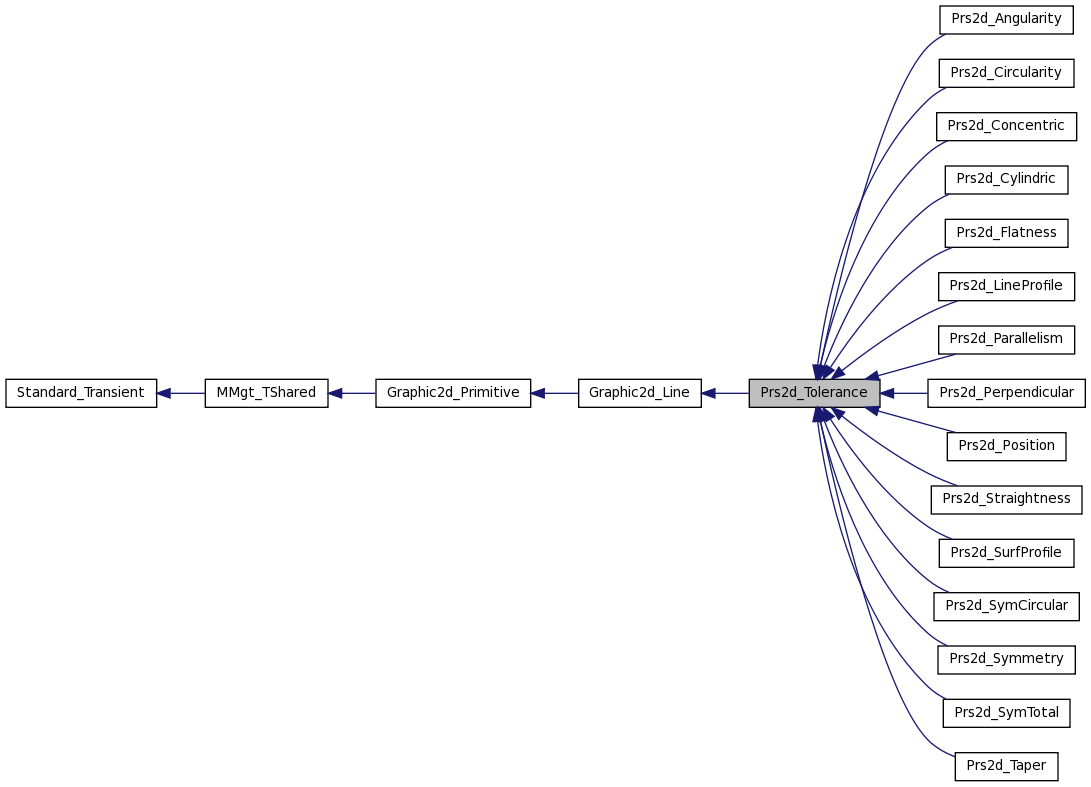 Prs2d_Angularity
Prs2d_Circularity
Prs2d_Concentric
Prs2d_Cylindric
Prs2d_Flatness
Prs2d_LineProfile
Prs2d_Parallelism
Standard_Transient
MMgt_TShared
Graphic2d_Primitive
Graphic2d_Line
Prs2d_Tolerance
Prs2d_Perpendicular
Prs2d_Position
Prs2d_Straightness
Prs2d_SurfProfile
Prs2d_SymCircular
Prs2d_Symmetry
Prs2d_SymTotal
Prs2d_Taper